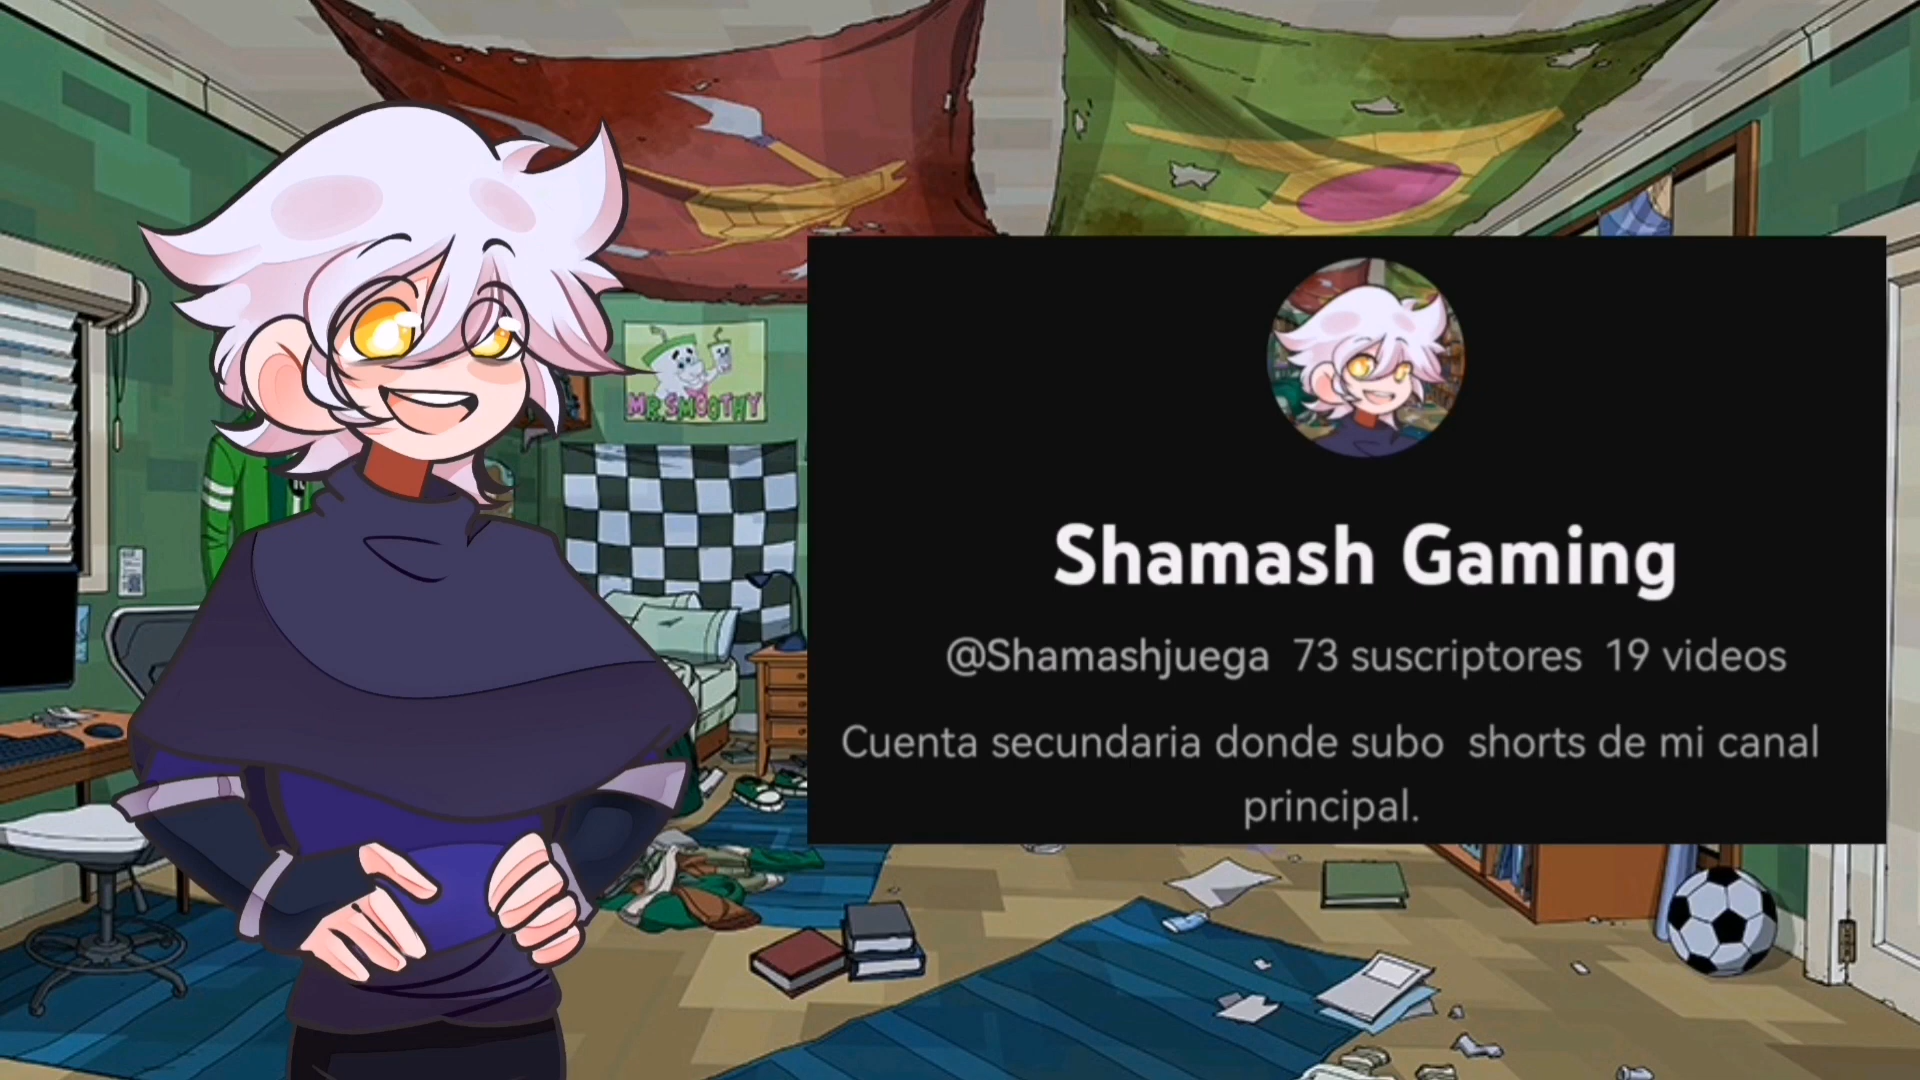 MR. SMOOTHY
Shamash Gaming
@Shamashjuega 73 suscriptores 19 videos
Cuenta secundaria donde subo shorts de mi canal
principal.